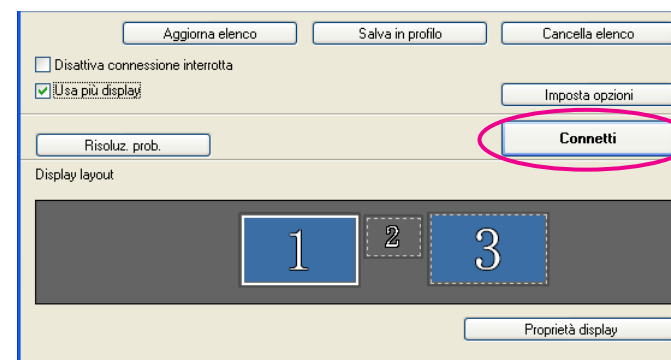 Aggiorna elenco Salva in profilo Cancella elenco
Disattiva connessione interrotta
Usa più display
Imposta opzioni
Connetti
Risoluz. prob.
Display layout
1 2 3
Proprietà display